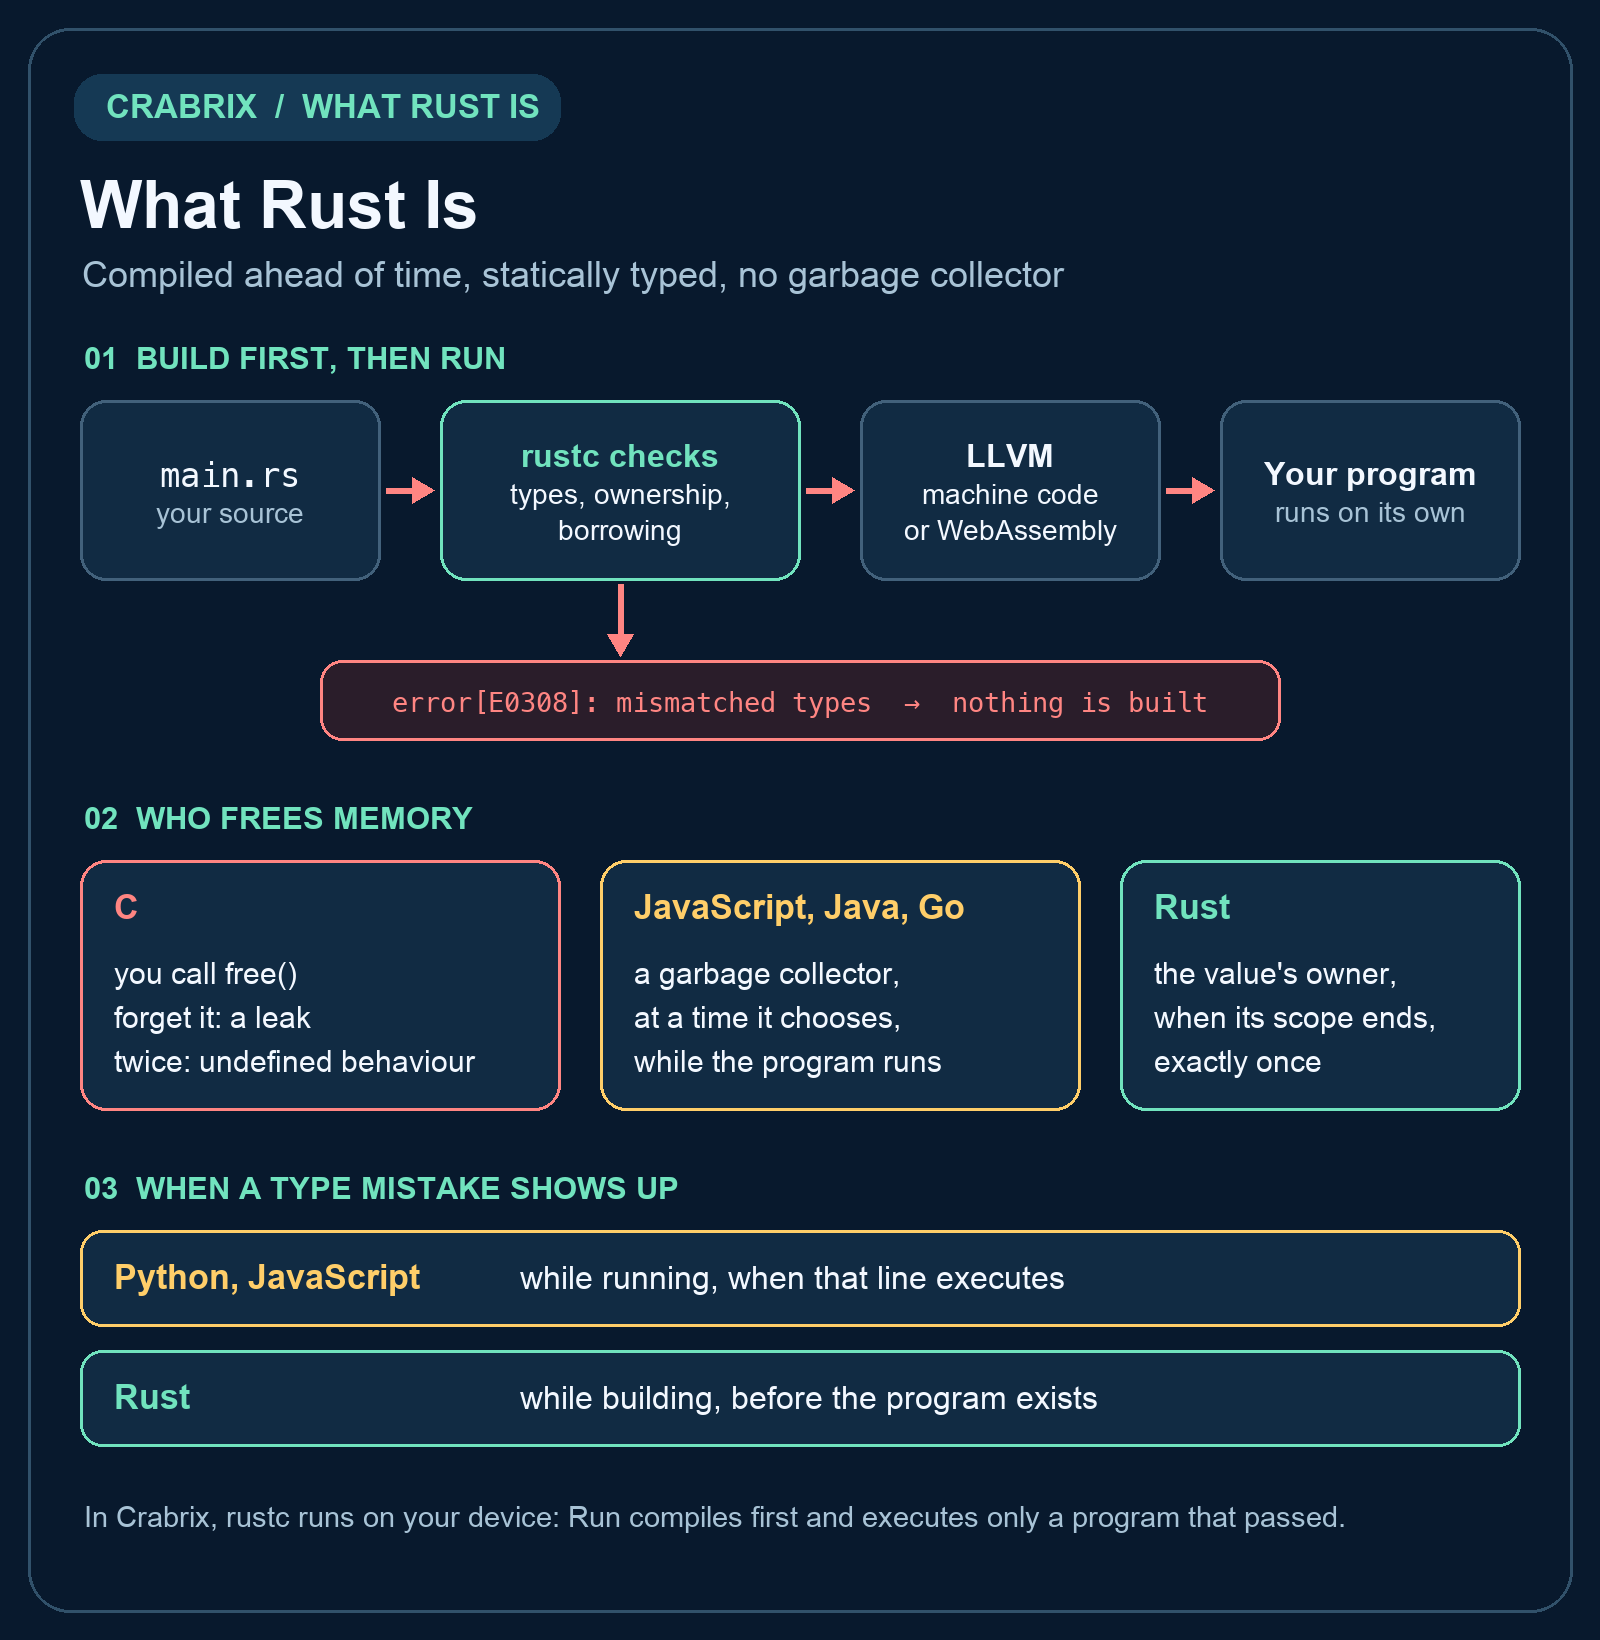 CRABRIX / WHAT RUST IS
What Rust Is
Compiled ahead of time, statically typed, no garbage collector
01 BUILD FIRST, THEN RUN
main.rs
your source
rustc checks
types, ownership,
borrowing
LLVM
machine code
or WebAssembly
Your program
runs on its own
error[E0308]: mismatched types → nothing is built
02 WHO FREES MEMORY
C
you call free()
forget it: a leak
twice: undefined behaviour
JavaScript, Java, Go
a garbage collector,
at a time it chooses,
while the program runs
Rust
the value's owner,
when its scope ends,
exactly once
03 WHEN A TYPE MISTAKE SHOWS UP
Python, JavaScript while running, when that line executes
Rust while building, before the program exists
In Crabrix, rustc runs on your device: Run compiles first and executes only a program that passed.